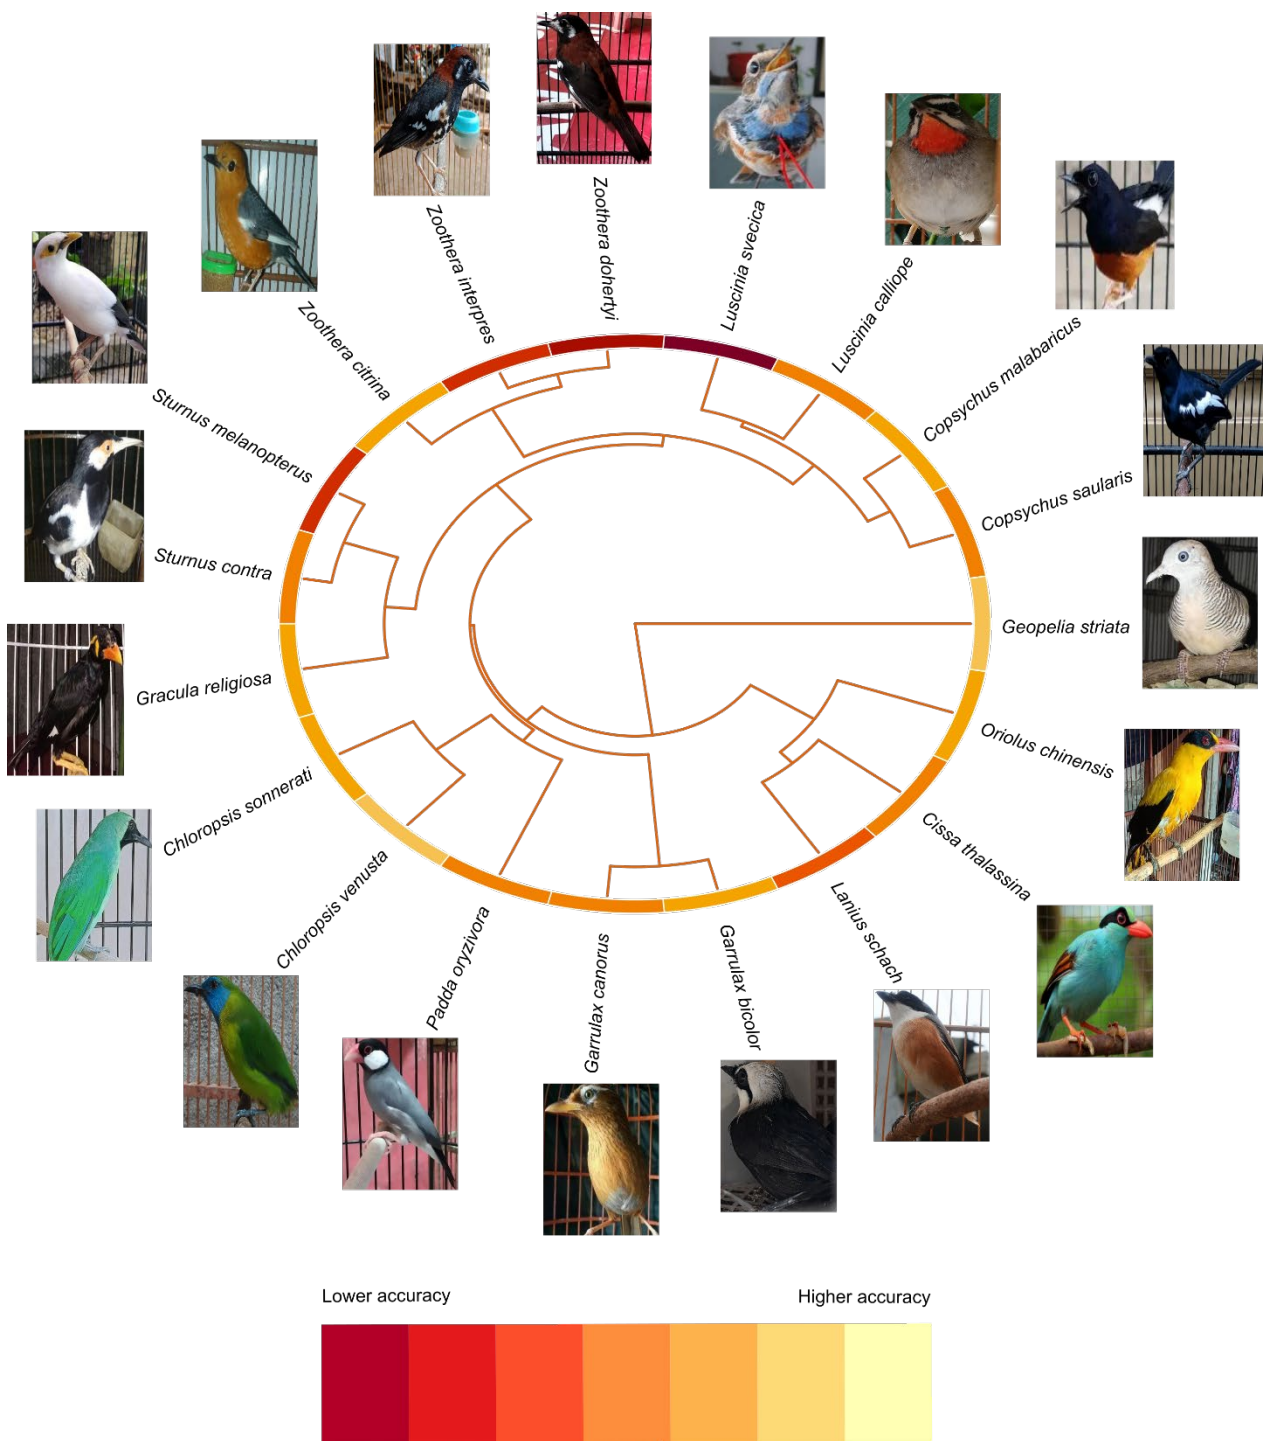 Zoothera dohertyi
Luscinia svecica
Luscinia calliope
Copsychus malabaricus
Copsychus saularis
Geopelia striata
Oriolus chinensis
Cissa thalassina
Lanius schach
Garrulax bicolor
Garrulax canorus
Padda oryzivora
Chloropsis venusta
Chloropsis sonnerati
Gracula religiosa
Sturnus contra
Sturnus melanopterus
Zoothera citrina
Zoothera interpres
Lower accuracy
Higher accuracy